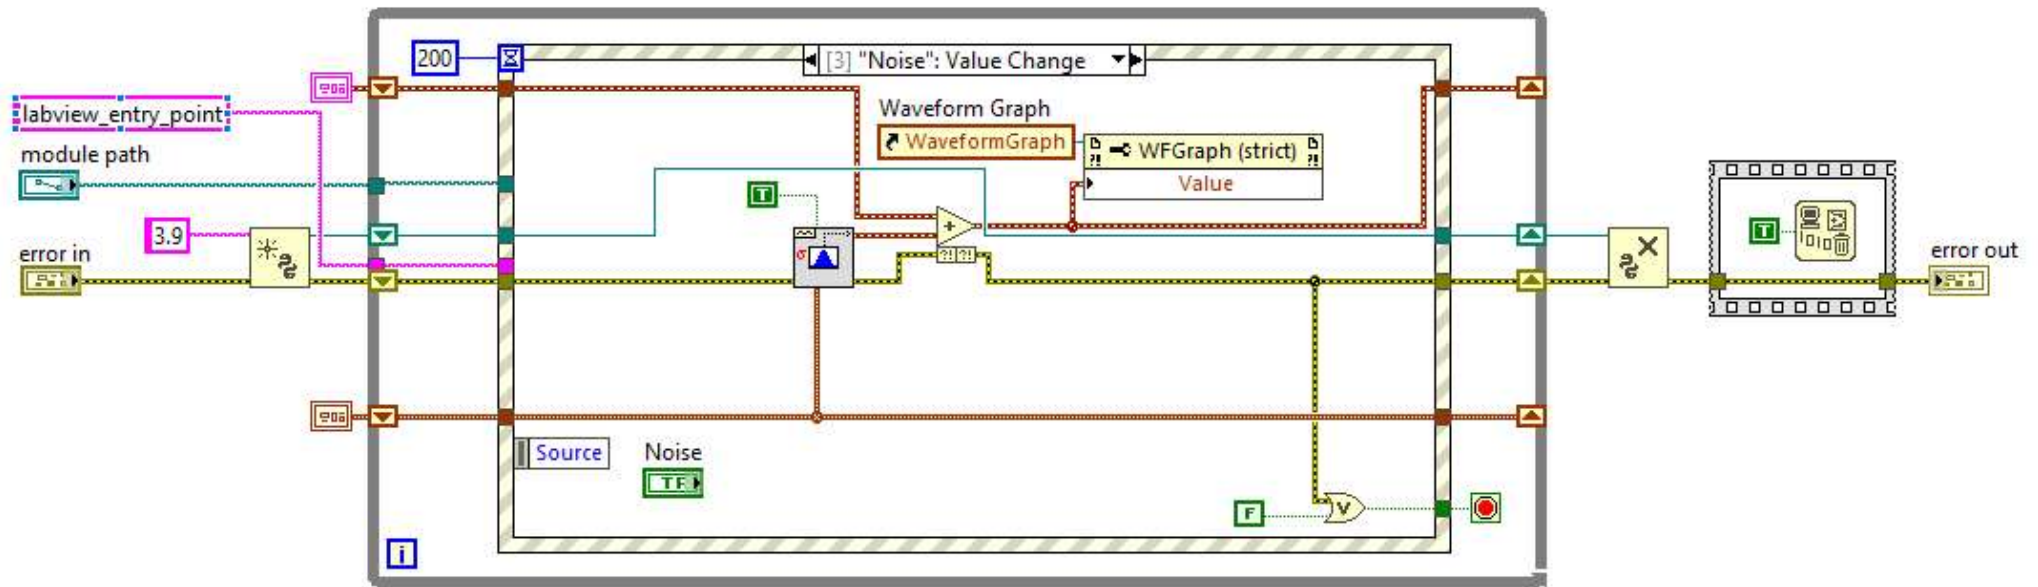 200
[3] "Noise": Value Change
labview_entry_point
Waveform Graph
WaveformGraph
WFGraph (strict)
Value
module path
T
3.9
T
error in
error out
Source
Noise
TF
F
V
i